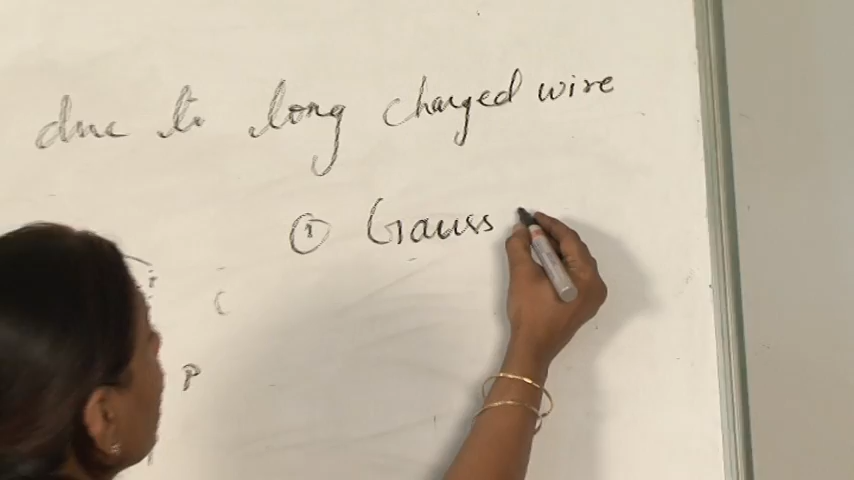 due to long charged wire
① Gauss
P